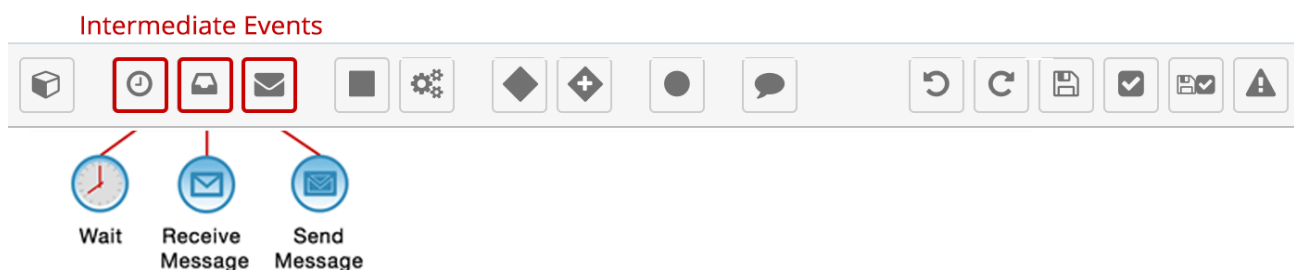 Intermediate Events
Wait
Receive
Message
Send
Message